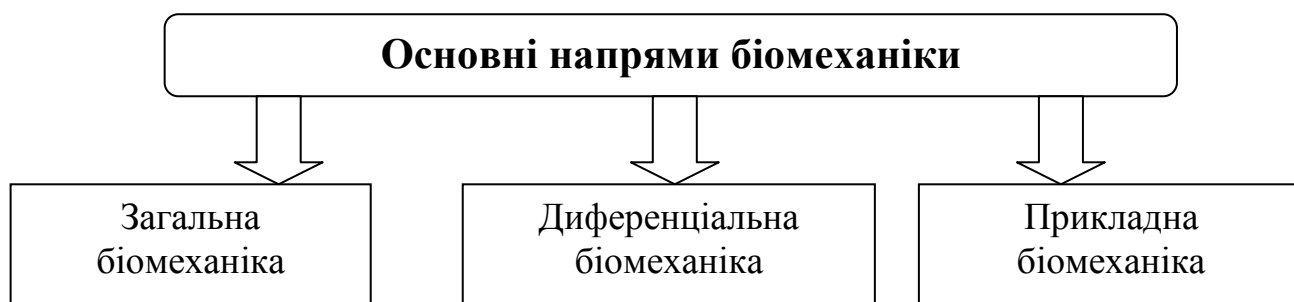 Основні напрями біомеханіки
Загальна
біомеханіка
Диференціальна
біомеханіка
Прикладна
біомеханіка